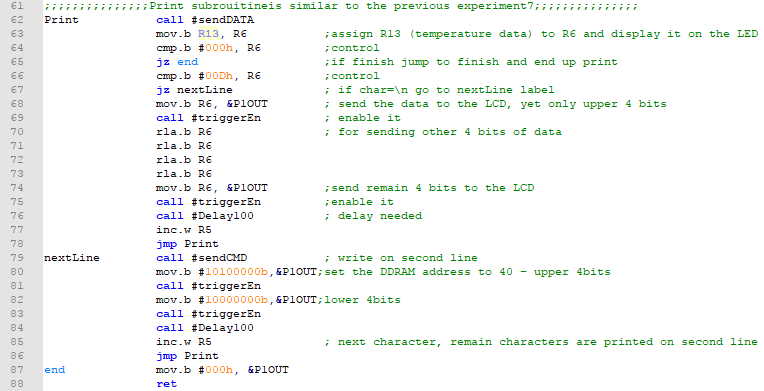 61 ;;;;;;;;;;;;;;;Print subrouitineis similar to the previous experiment7;;;;;;;;;;;;;;;
62 Print call #sendDATA
63 mov.b R13, R6 ;assign R13 (temperature data) to R6 and display it on the LED
64 cmp.b #000h, R6 ;control
65 jz end ;if finish jump to finish and end up print
66 cmp.b #00Dh, R6 ;control
67 jz nextLine ; if char=\n go to nextLine label
68 mov.b R6, &P1OUT ; send the data to the LCD, yet only upper 4 bits
69 call #triggerEn ; enable it
70 rla.b R6 ; for sending other 4 bits of data
71 rla.b R6
72 rla.b R6
73 rla.b R6
74 mov.b R6, &P1OUT ;send remain 4 bits to the LCD
75 call #triggerEn ;enable it
76 call #Delay100 ; delay needed
77 inc.w R5
78 jmp Print
79 nextLine call #sendCMD ; write on second line
80 mov.b #10100000b,&P1OUT;set the DDRAM address to 40 - upper 4bits
81 call #triggerEn
82 mov.b #10000000b,&P1OUT;lower 4bits
83 call #triggerEn
84 call #Delay100
85 inc.w R5 ; next character, remain characters are printed on second line
86 jmp Print
87 end mov.b #000h, &P1OUT
88 ret